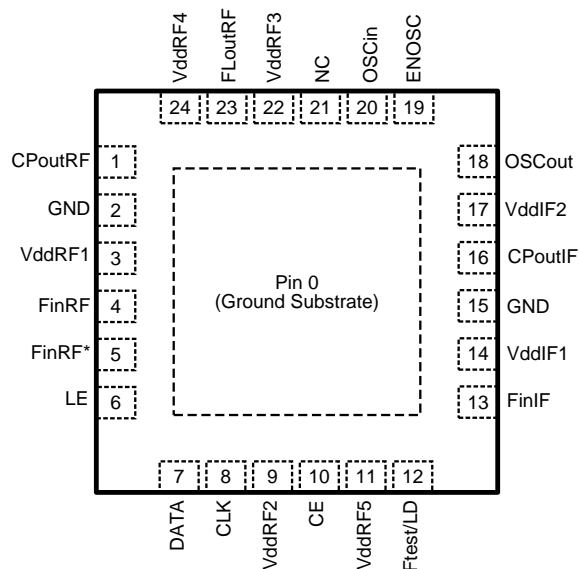 VddRF4
FLoutRF
VddRF3
NC
OSCin
ENOSC
24
23
22
21
20
19
CPoutRF 1
GND 2
VddRF1 3
FinRF 4
FinRF* 5
LE 6
Pin 0
(Ground Substrate)
18 OSCout
17 VddIF2
16 CPoutIF
15 GND
14 VddIF1
13 FinIF
7
8
9
10
11
12
DATA
CLK
VddRF2
CE
VddRF5
Ftest/LD